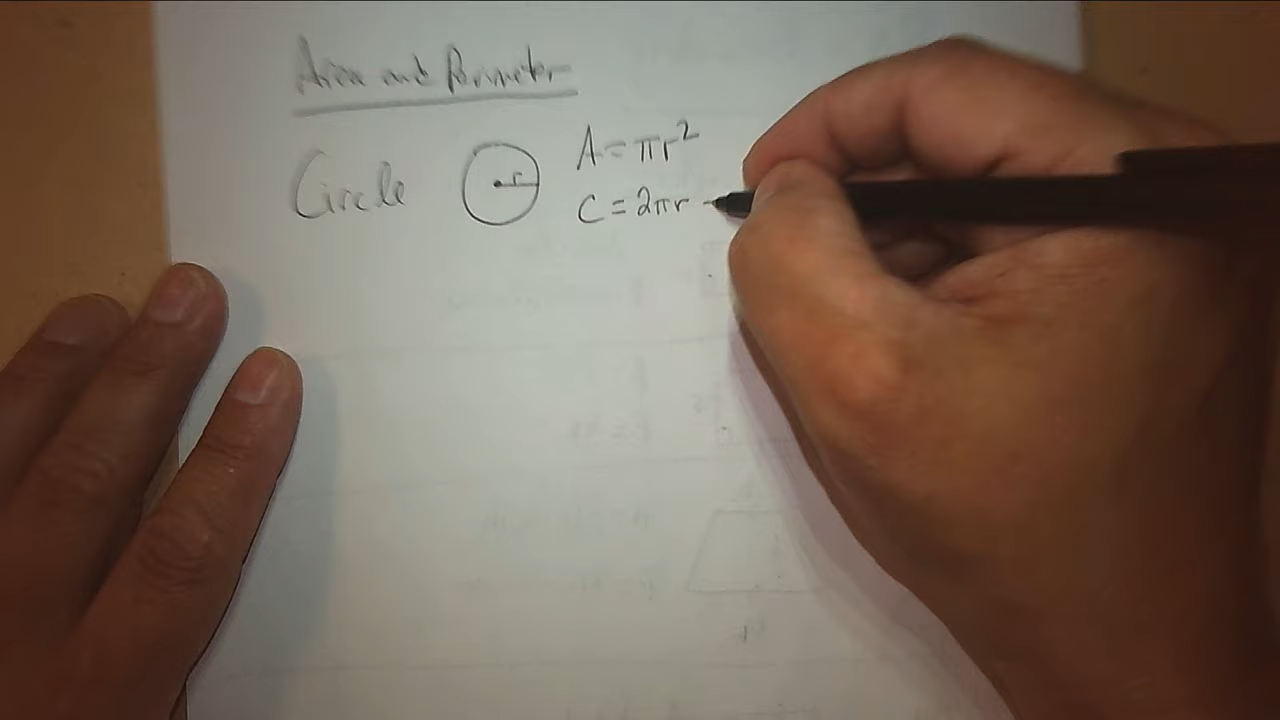 Area and Perimeter
Circle
r
A = πr²
C = 2πr -